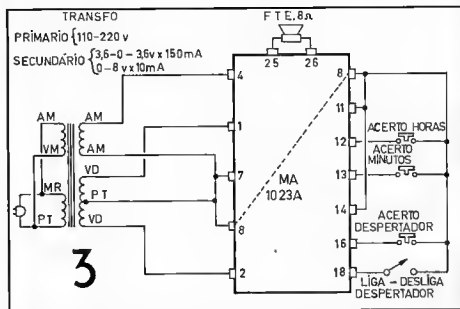 TRANSFO
PRIMARIO {110-220 v
SECUNDÁRIO {3,6-0-3,6v x 150mA
0-8 v x 10mA
FTE. 8Ω
25 26
4
1
7
8
2
8
11
12
13
14
16
18
MA
1023A
AM
VM
MR
PT
AM
AM
VD
PT
VD
ACERTO HORAS
ACERTO
MINUTOS
ACERTO
DESPERTADOR
LIGA - DESLIGA
DESPERTADOR
3